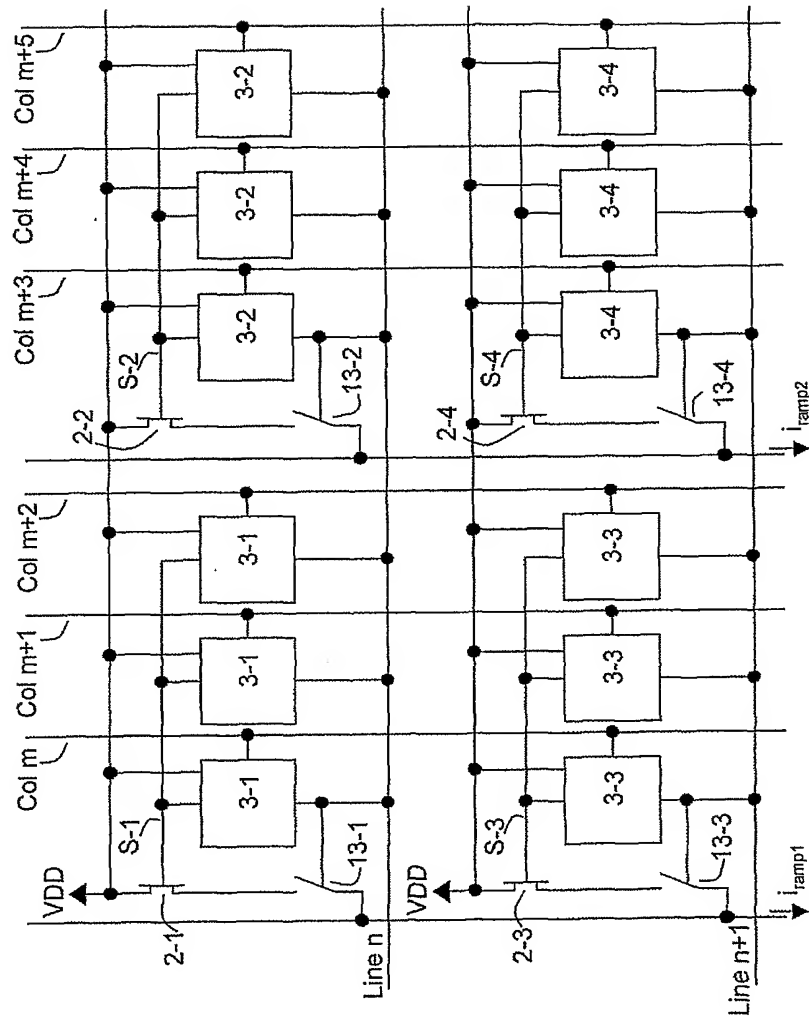 Col m
Col m+1
Col m+2
Col m+3
Col m+4
Col m+5
VDD
S-1
S-2
2-1
2-2
3-1
3-1
3-1
3-2
3-2
3-2
13-1
13-2
Line n
VDD
S-3
S-4
2-3
2-4
3-3
3-3
3-3
3-4
3-4
3-4
13-3
13-4
Line n+1
iramp1
iramp2